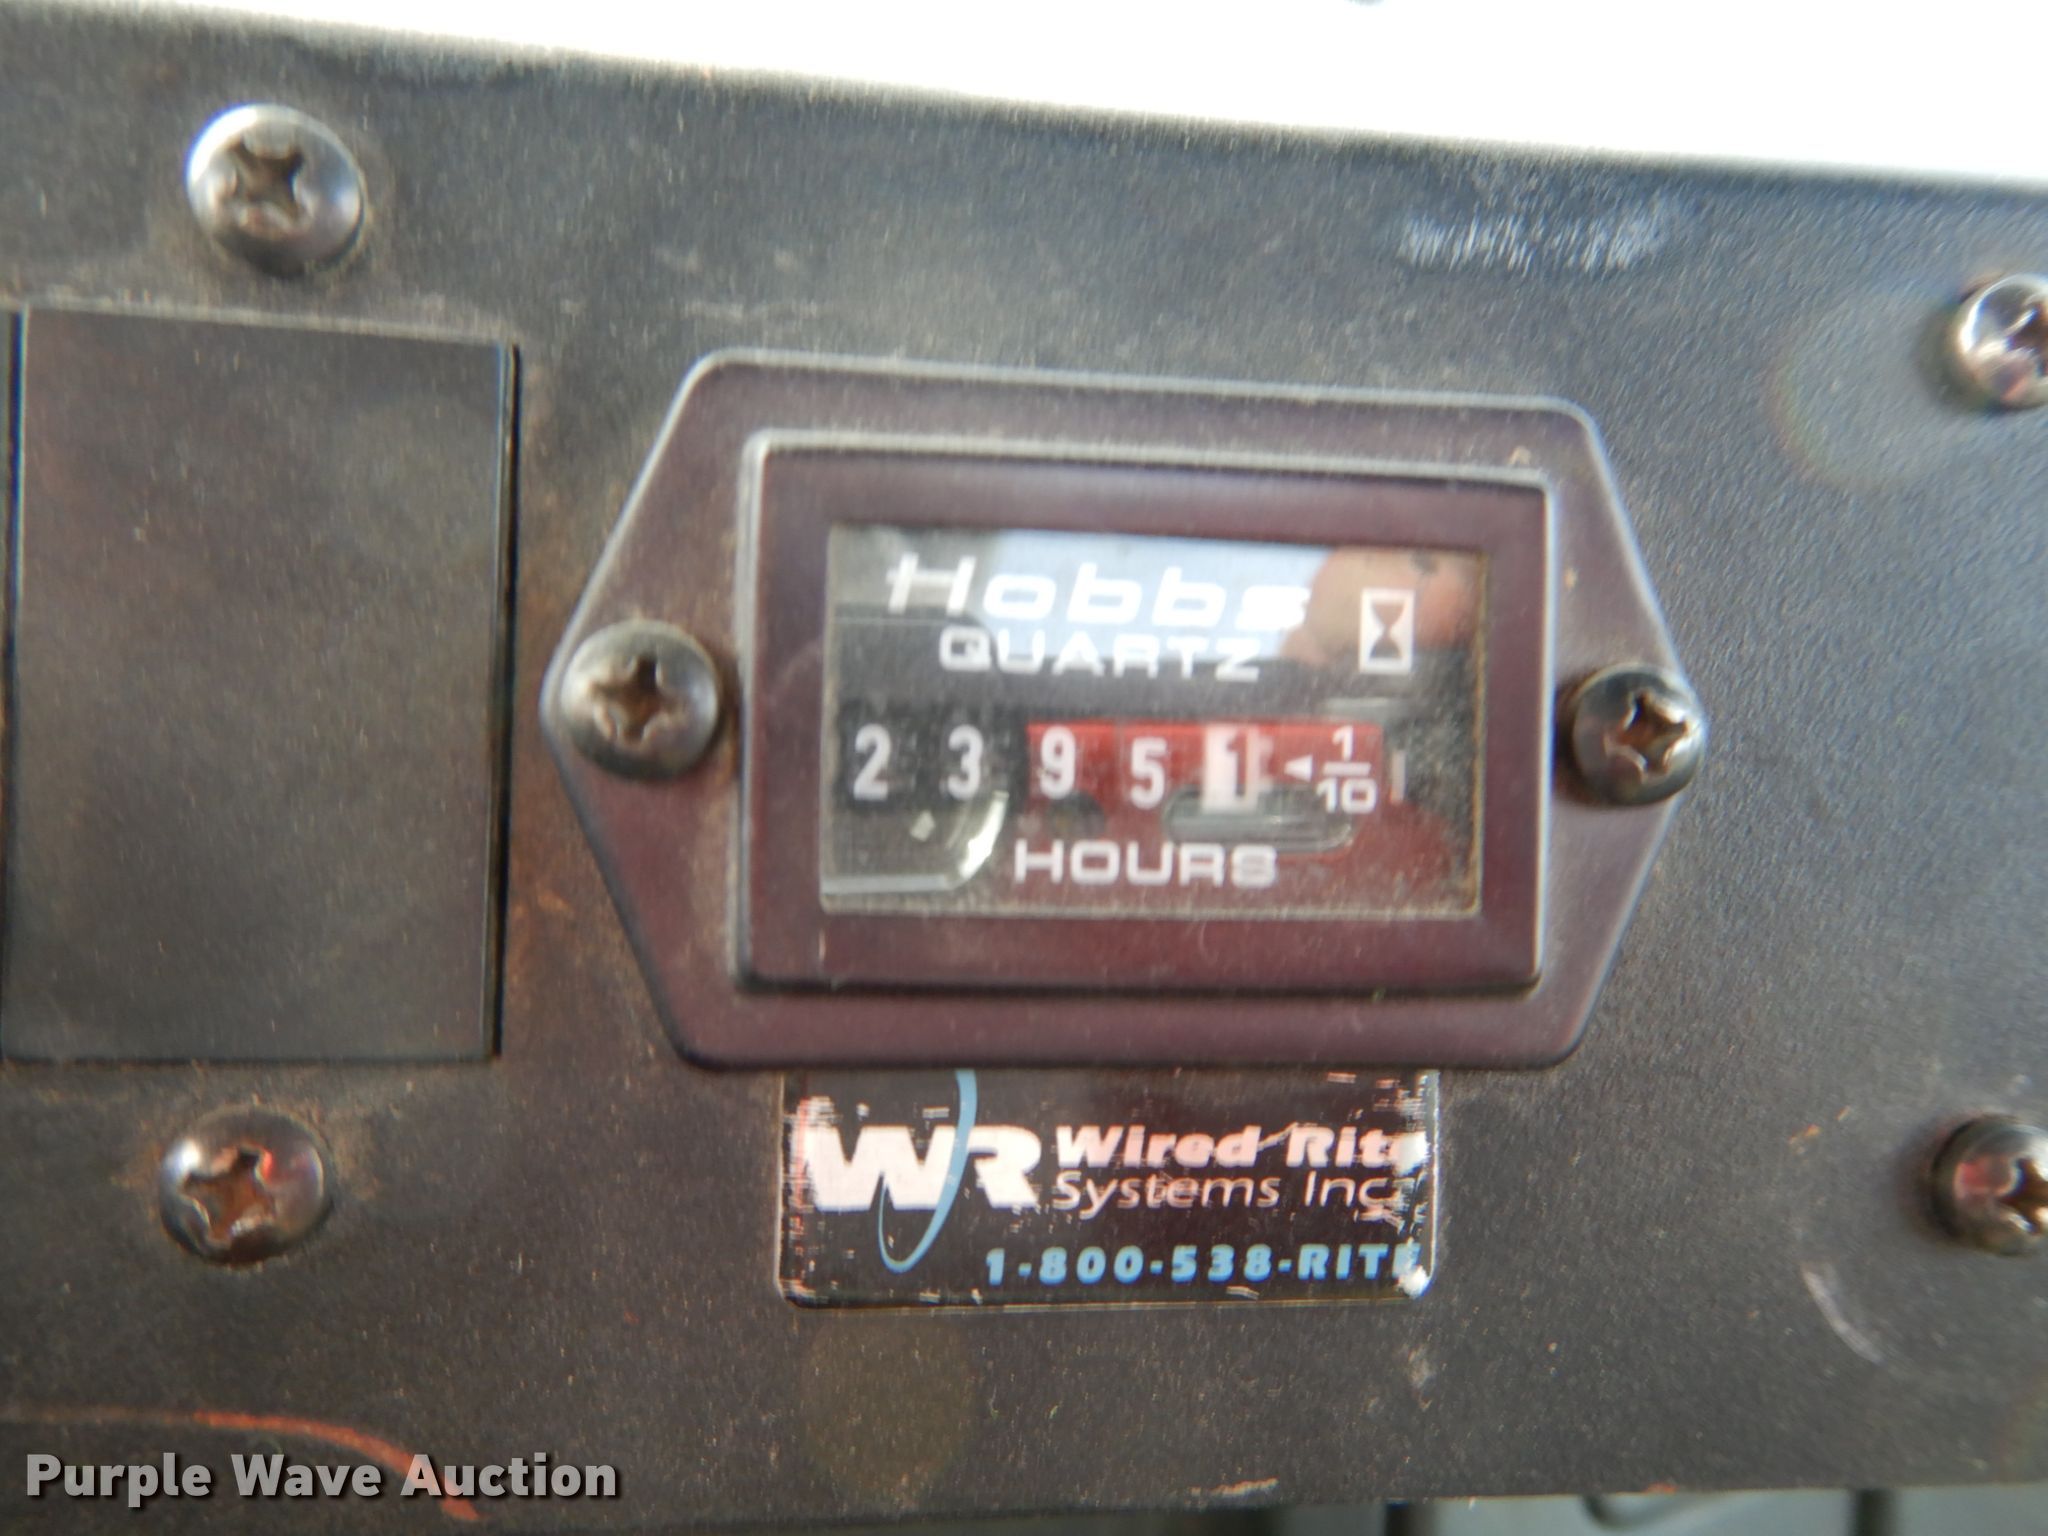 Hobbs
QUARTZ
2 3 9 5 1 1/10
HOURS
WR Wired Rite
Systems Inc.
1-800-538-RITE
Purple Wave Auction